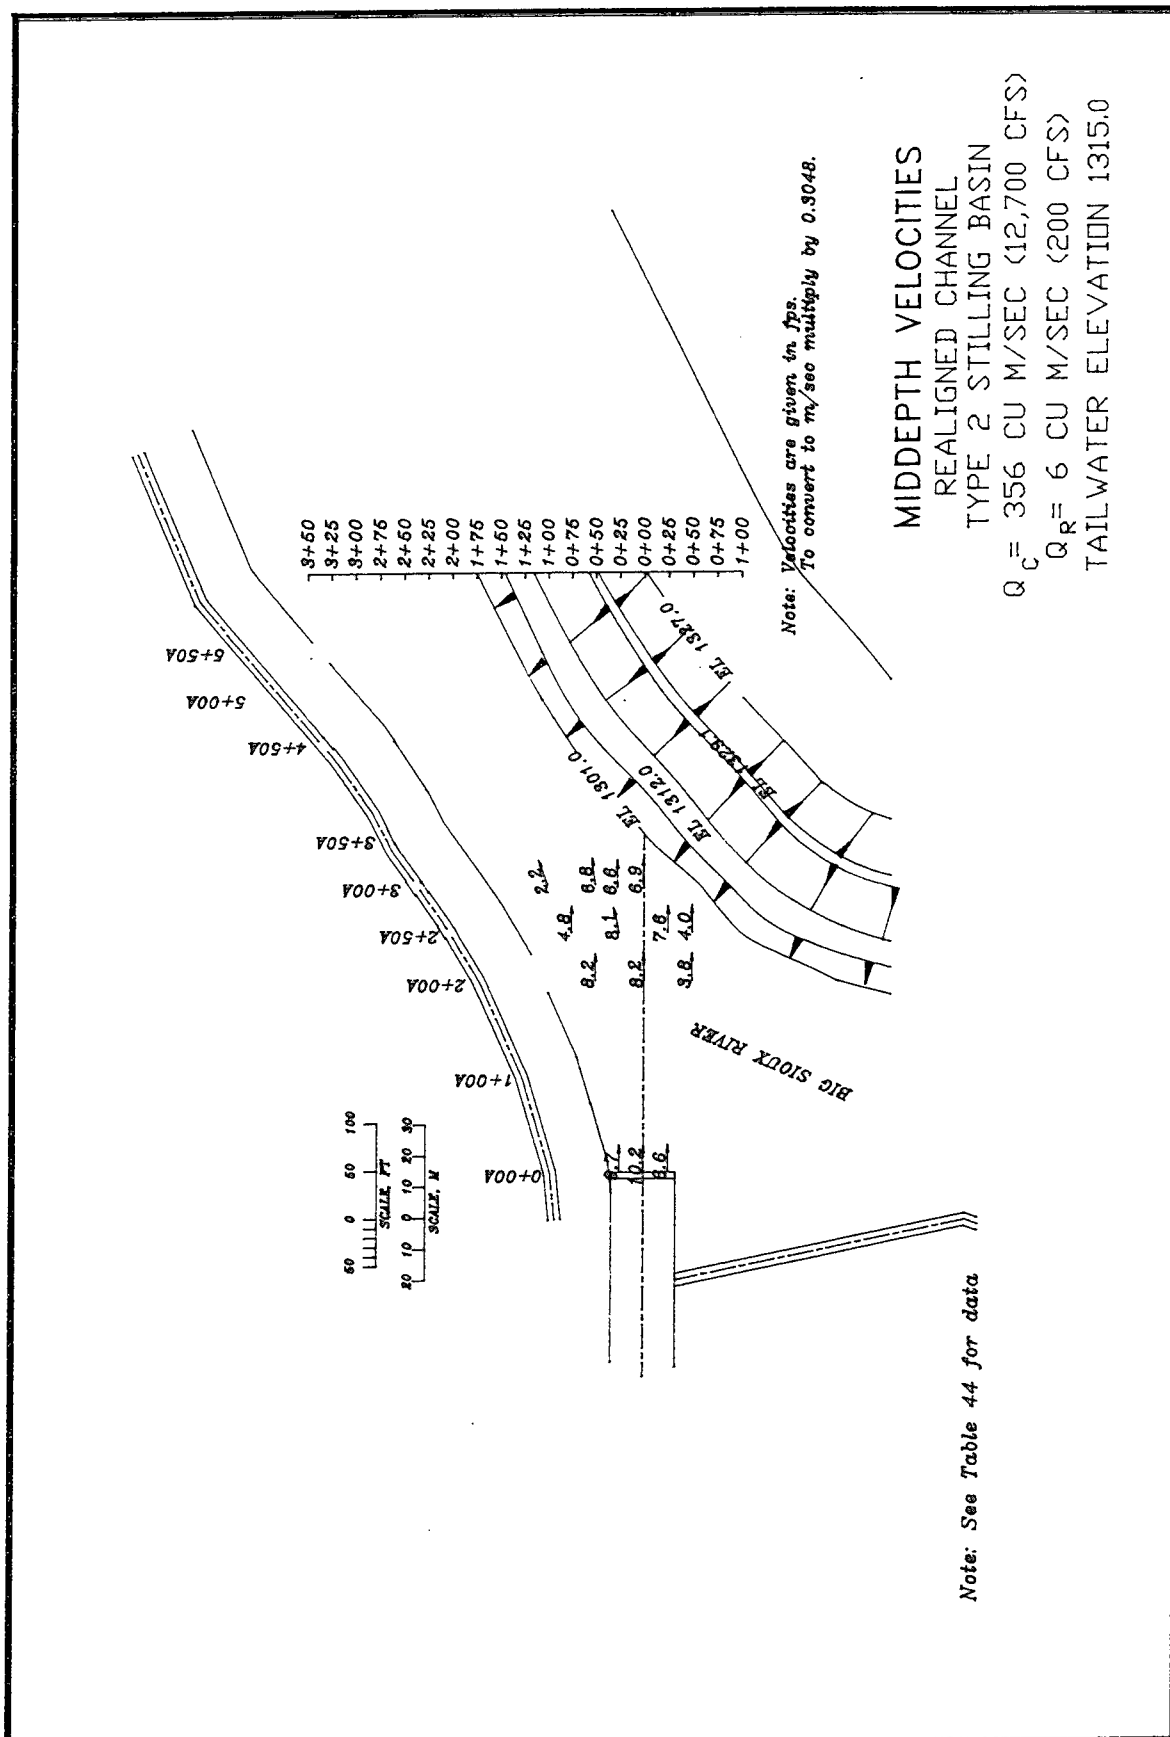 MIDDEPTH VELOCITIES
REALIGNED CHANNEL
TYPE 2 STILLING BASIN
Q_C = 356 CU M/SEC (12,700 CFS)
Q_R = 6 CU M/SEC (200 CFS)
TAILWATER ELEVATION 1315.0
Note: Velocities are given in fps.
To convert to m/sec multiply by 0.3048.
Note: See Table 44 for data
3+50
3+25
3+00
2+75
2+50
2+25
2+00
1+75
1+50
1+25
1+00
0+75
0+50
0+25
0+00
0+25
0+50
0+75
1+00
5+50A
5+00A
4+50A
3+50A
3+00A
2+50A
2+00A
1+00A
0+00A
EL 1301.0
EL 1312.0
EL 1329.1
EL 1327.0
2.2
6.8
6.6
6.9
4.8
8.1
7.6
4.0
8.2
8.2
3.8
10.2
BIG SIOUX RIVER
50 0 50 100
SCALE, FT
20 10 0 10 20 30
SCALE, M